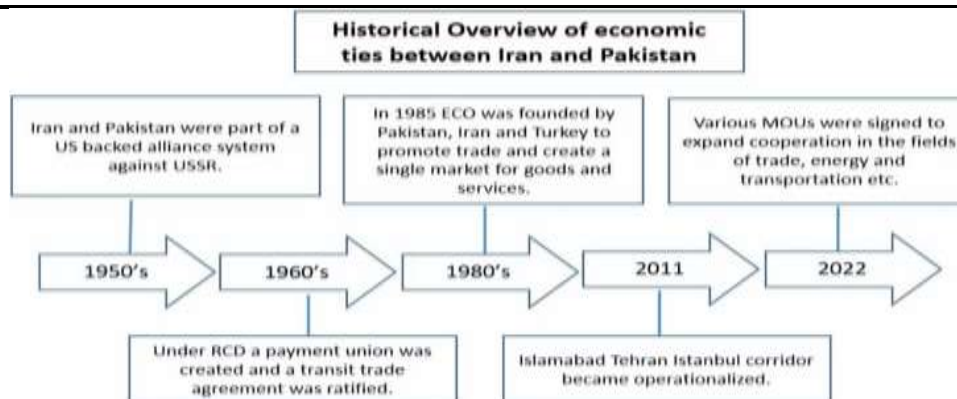 Historical Overview of economic
ties between Iran and Pakistan
Iran and Pakistan were part of a
US backed alliance system
against USSR.
In 1985 ECO was founded by
Pakistan, Iran and Turkey to
promote trade and create a
single market for goods and
services.
Various MOUs were signed to
expand cooperation in the fields
of trade, energy and
transportation etc.
1950's
1960's
1980's
2011
2022
Under RCD a payment union was
created and a transit trade
agreement was ratified.
Islamabad Tehran Istanbul corridor
became operationalized.